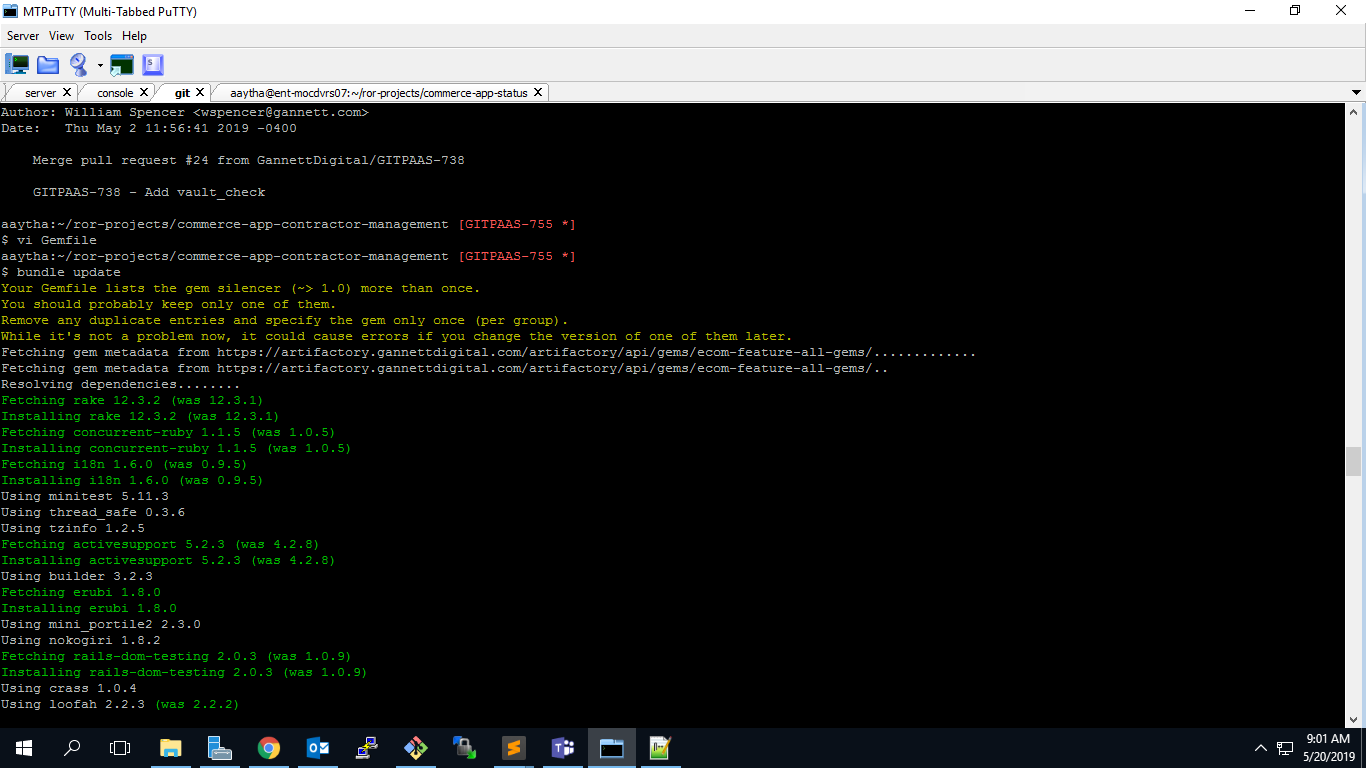 MTPuTTY (Multi-Tabbed PuTTY)
Server View Tools Help
server console git aaytha@ent-mocdvrs07:~/ror-projects/commerce-app-status
Author: William Spencer <wspencer@gannett.com>
Date:   Thu May 2 11:56:41 2019 -0400
    Merge pull request #24 from GannettDigital/GITPAAS-738
    GITPAAS-738 - Add vault_check
aaytha:~/ror-projects/commerce-app-contractor-management [GITPAAS-755 *]
$ vi Gemfile
aaytha:~/ror-projects/commerce-app-contractor-management [GITPAAS-755 *]
$ bundle update
Your Gemfile lists the gem silencer (~> 1.0) more than once.
You should probably keep only one of them.
Remove any duplicate entries and specify the gem only once (per group).
While it's not a problem now, it could cause errors if you change the version of one of them later.
Fetching gem metadata from https://artifactory.gannettdigital.com/artifactory/api/gems/ecom-feature-all-gems/.............
Fetching gem metadata from https://artifactory.gannettdigital.com/artifactory/api/gems/ecom-feature-all-gems/..
Resolving dependencies........
Fetching rake 12.3.2 (was 12.3.1)
Installing rake 12.3.2 (was 12.3.1)
Fetching concurrent-ruby 1.1.5 (was 1.0.5)
Installing concurrent-ruby 1.1.5 (was 1.0.5)
Fetching i18n 1.6.0 (was 0.9.5)
Installing i18n 1.6.0 (was 0.9.5)
Using minitest 5.11.3
Using thread_safe 0.3.6
Using tzinfo 1.2.5
Fetching activesupport 5.2.3 (was 4.2.8)
Installing activesupport 5.2.3 (was 4.2.8)
Using builder 3.2.3
Fetching erubi 1.8.0
Installing erubi 1.8.0
Using mini_portile2 2.3.0
Using nokogiri 1.8.2
Fetching rails-dom-testing 2.0.3 (was 1.0.9)
Installing rails-dom-testing 2.0.3 (was 1.0.9)
Using crass 1.0.4
Using loofah 2.2.3 (was 2.2.2)
9:01 AM
5/20/2019